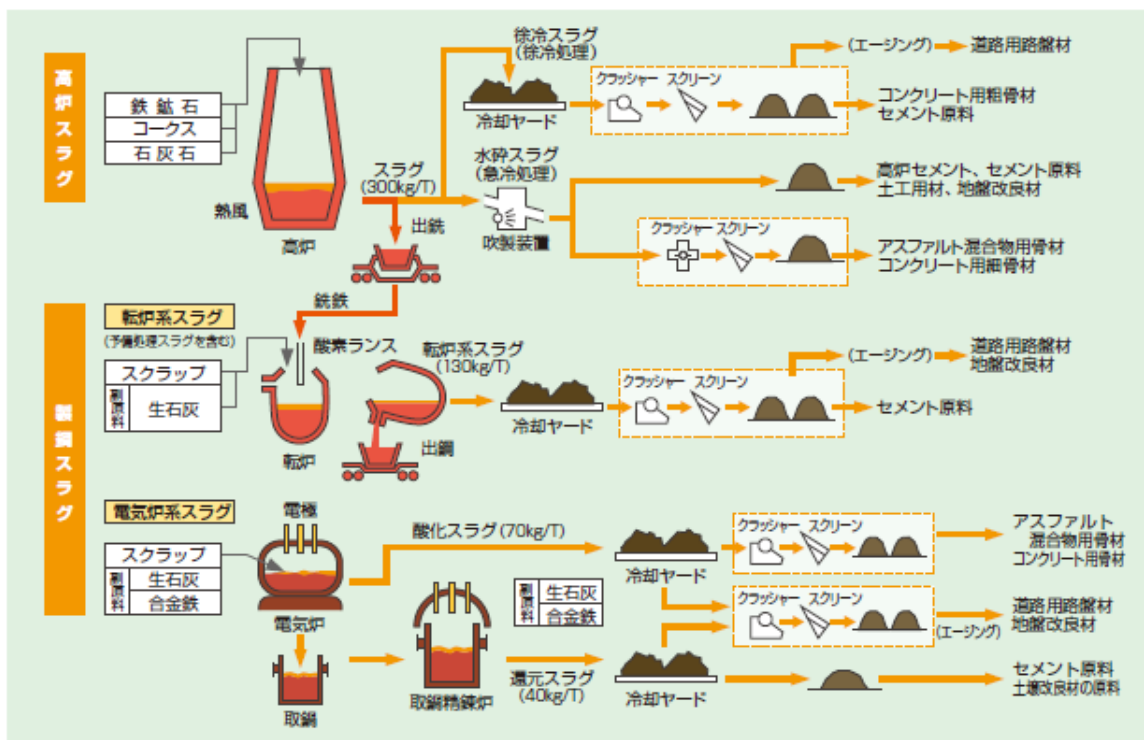 高炉スラグ
鉄鉱石
コークス
石灰石
熱風
高炉
スラグ
(300kg/T)
出銑
徐冷スラグ
(徐冷処理)
冷却ヤード
クラッシャー スクリーン
(エージング)
道路用路盤材
コンクリート用粗骨材
セメント原料
水砕スラグ
(急冷処理)
吹製装置
高炉セメント、セメント原料
土工用材、地盤改良材
クラッシャー スクリーン
アスファルト混合物用骨材
コンクリート用細骨材
製鋼スラグ
銑鉄
転炉系スラグ
(予備処理スラグを含む)
スクラップ
副原料
生石灰
酸素ランス
転炉
転炉系スラグ
(130kg/T)
出鋼
冷却ヤード
クラッシャー スクリーン
(エージング)
道路用路盤材
地盤改良材
セメント原料
電気炉系スラグ
スクラップ
副原料
生石灰
合金鉄
電極
電気炉
取鍋
酸化スラグ(70kg/T)
冷却ヤード
クラッシャー スクリーン
アスファルト
混合物用骨材
コンクリート用骨材
副原料
生石灰
合金鉄
取鍋精錬炉
還元スラグ
(40kg/T)
冷却ヤード
クラッシャー スクリーン
(エージング)
道路用路盤材
地盤改良材
セメント原料
土壌改良材の原料